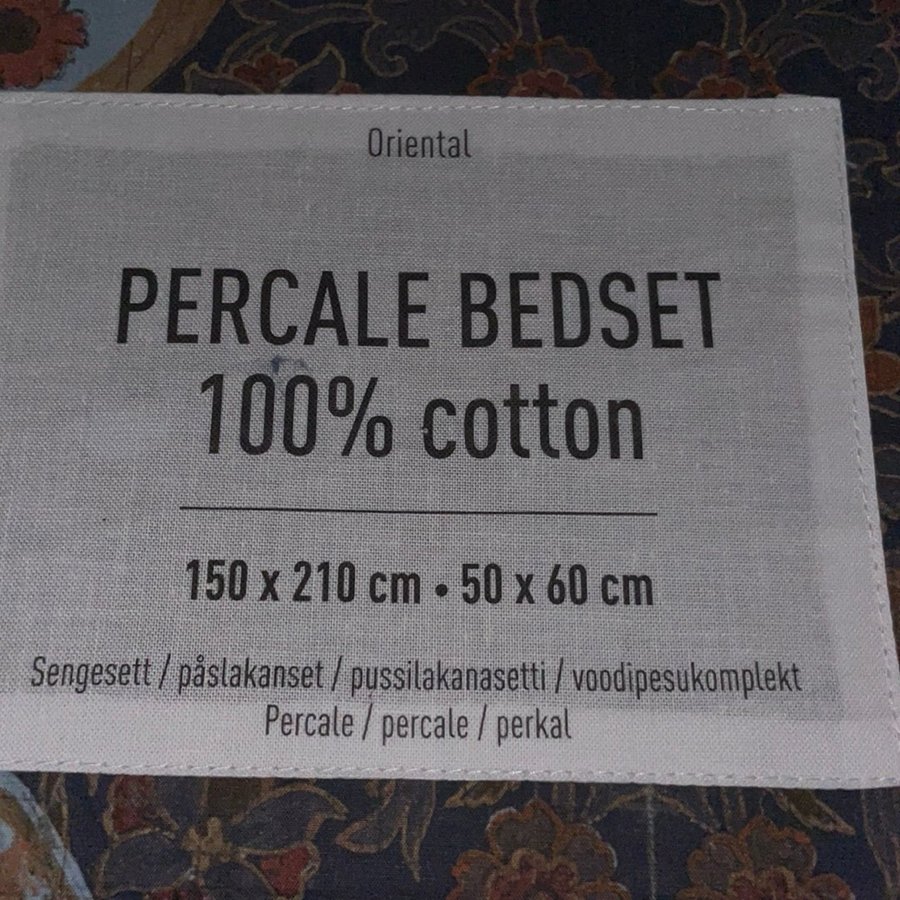 Oriental
PERCALE BEDSET
100% cotton
150 x 210 cm • 50 x 60 cm
Sengesett / påslakanset / pussilakanasetti / voodipesukomplekt
Percale / percale / perkal